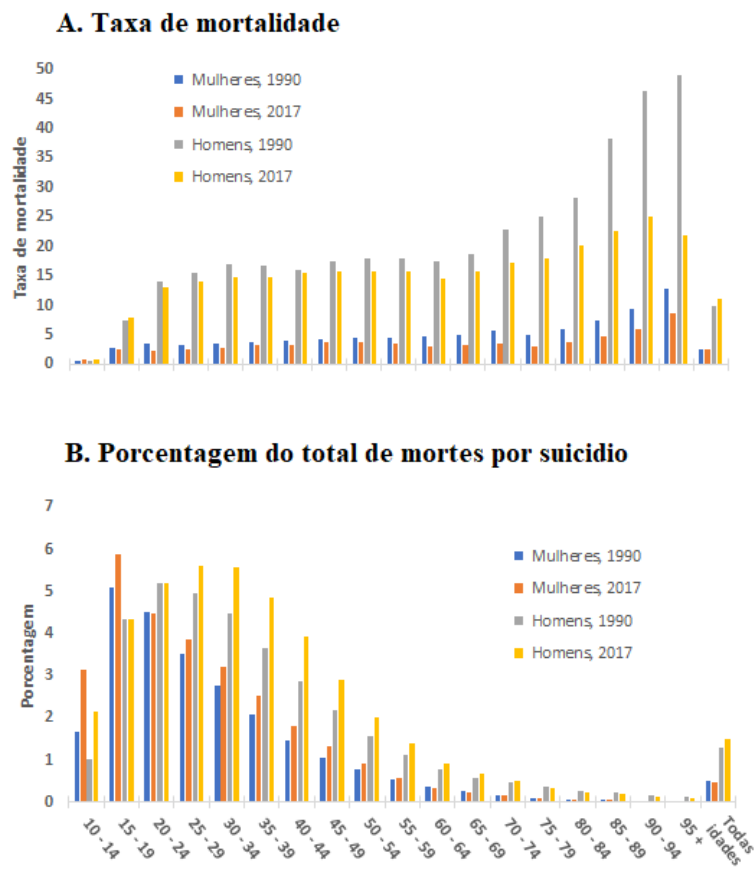 A. Taxa de mortalidade
50
45
40
35
30
25
20
15
10
5
0
Taxa de mortalidade
Mulheres, 1990
Mulheres, 2017
Homens, 1990
Homens, 2017
B. Porcentagem do total de mortes por suicidio
7
6
5
4
3
2
1
0
Porcentagem
Mulheres, 1990
Mulheres, 2017
Homens, 1990
Homens, 2017
10 - 14
15 - 19
20 - 24
25 - 29
30 - 34
35 - 39
40 - 44
45 - 49
50 - 54
55 - 59
60 - 64
65 - 69
70 - 74
75 - 79
80 - 84
85 - 89
90 - 94
95 +
Todas
idades